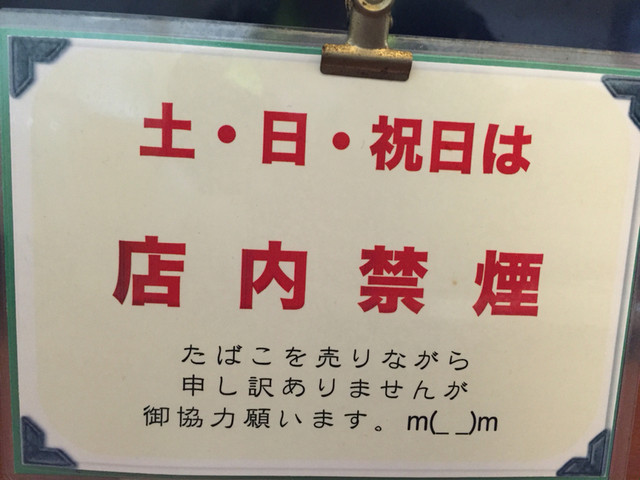 土・日・祝日は
店内禁煙
たばこを売りながら
申し訳ありませんが
御協力願います。m(_ _)m